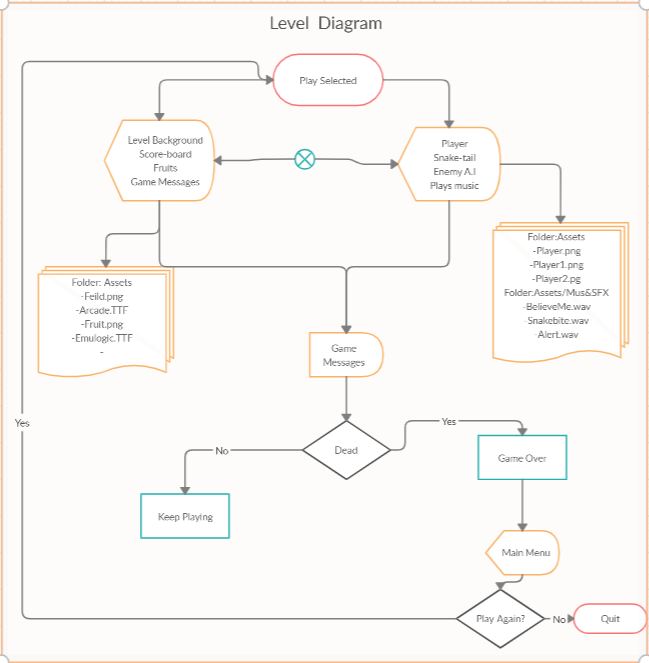 Level Diagram
Play Selected
Level Background
Score-board
Fruits
Game Messages
Player
Snake-tail
Enemy A.I
Plays music
Folder: Assets
-Feild.png
-Arcade.TTF
-Fruit.png
-Emulogic.TTF
-
Folder:Assets
-Player.png
-Player1.png
-Player2.pg
Folder:Assets/Mus&SFX
-BelieveMe.wav
-Snakebite.wav
-Alert.wav
Game
Messages
Dead
No
Yes
Keep Playing
Game Over
Main Menu
Play Again?
No
Quit
Yes